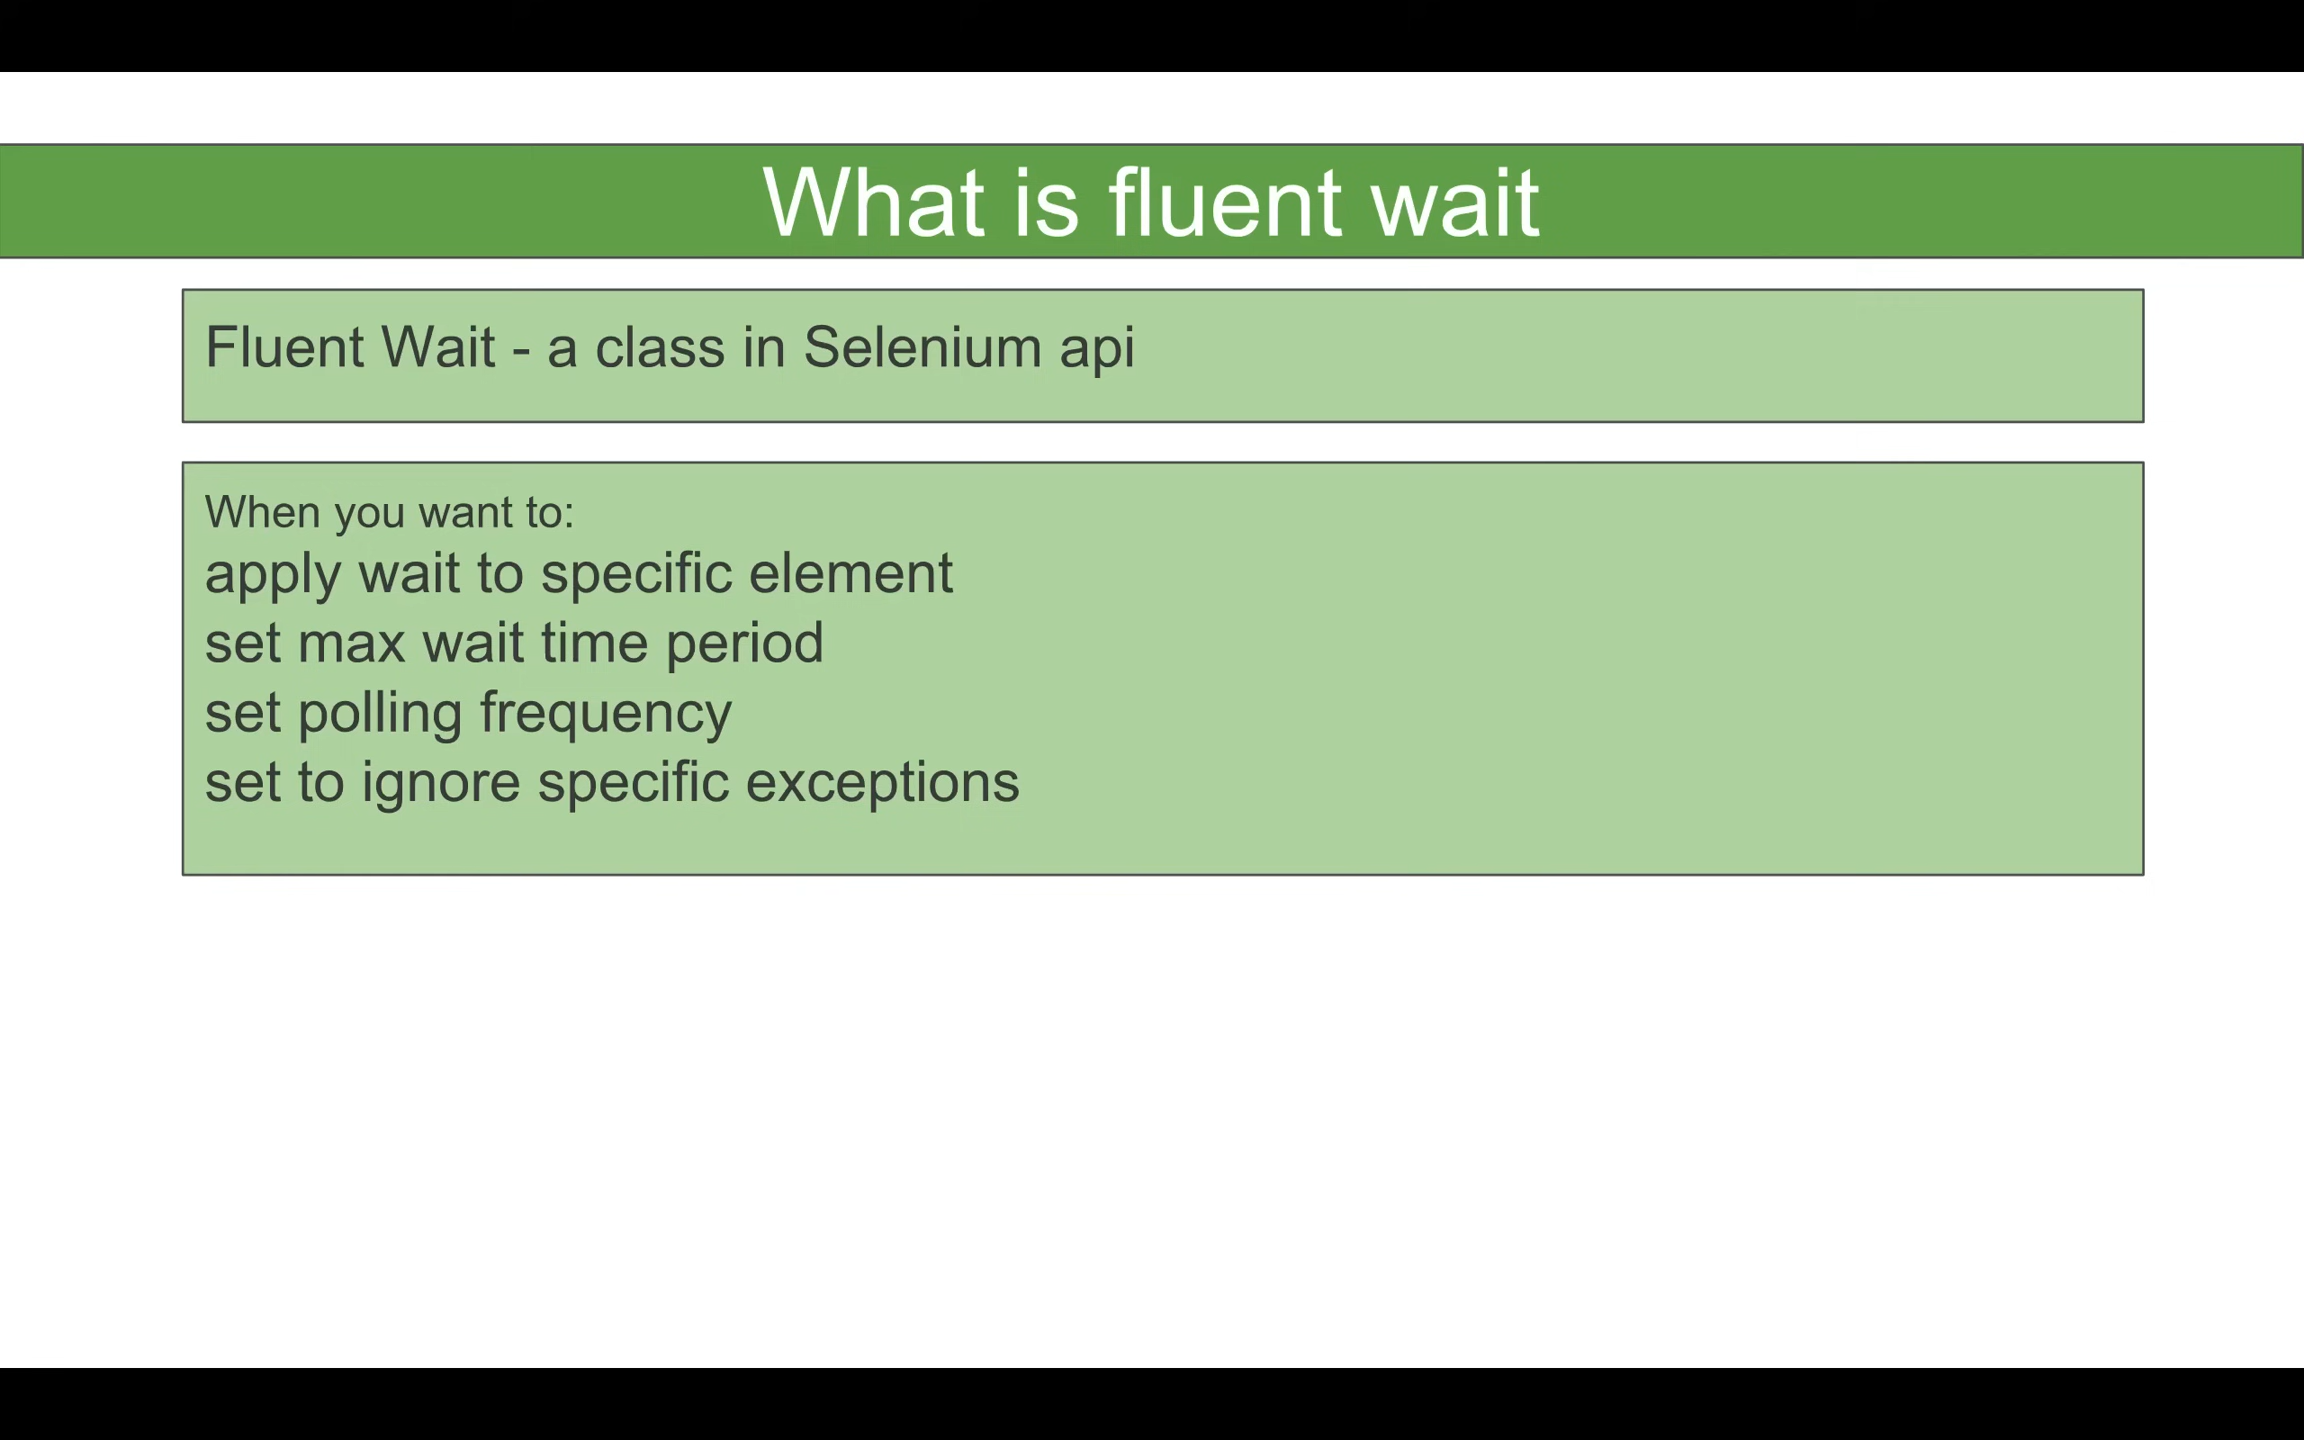 What is fluent wait
Fluent Wait - a class in Selenium api
When you want to:
apply wait to specific element
set max wait time period
set polling frequency
set to ignore specific exceptions